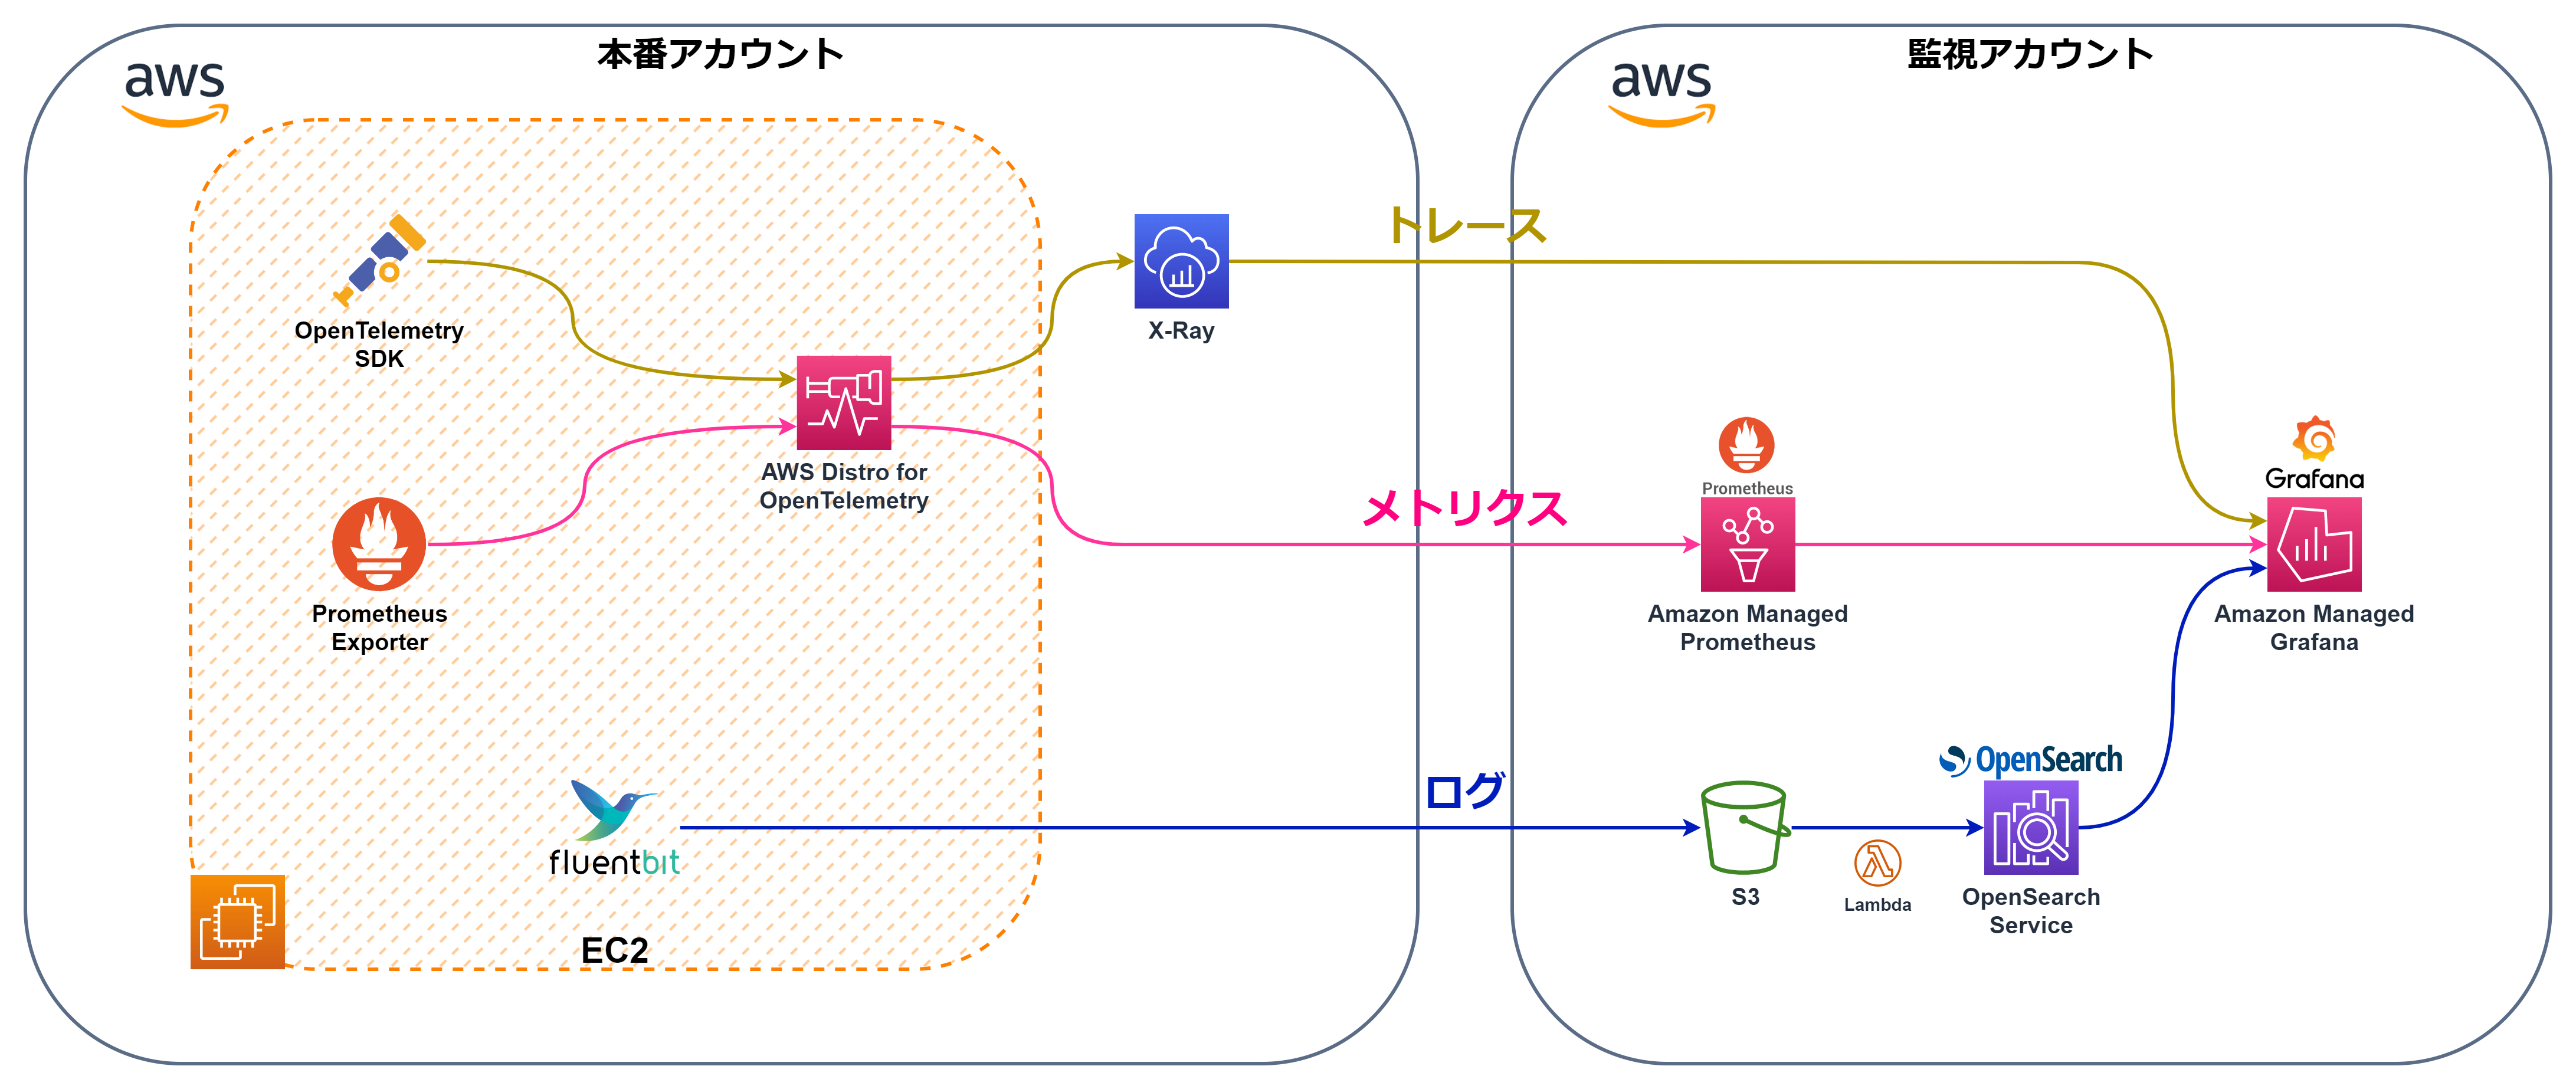 本番アカウント
aws
OpenTelemetry
SDK
Prometheus
Exporter
AWS Distro for
OpenTelemetry
fluentbit
EC2
X-Ray
トレース
メトリクス
ログ
監視アカウント
aws
Prometheus
Amazon Managed
Prometheus
Grafana
Amazon Managed
Grafana
S3
Lambda
OpenSearch
OpenSearch
Service